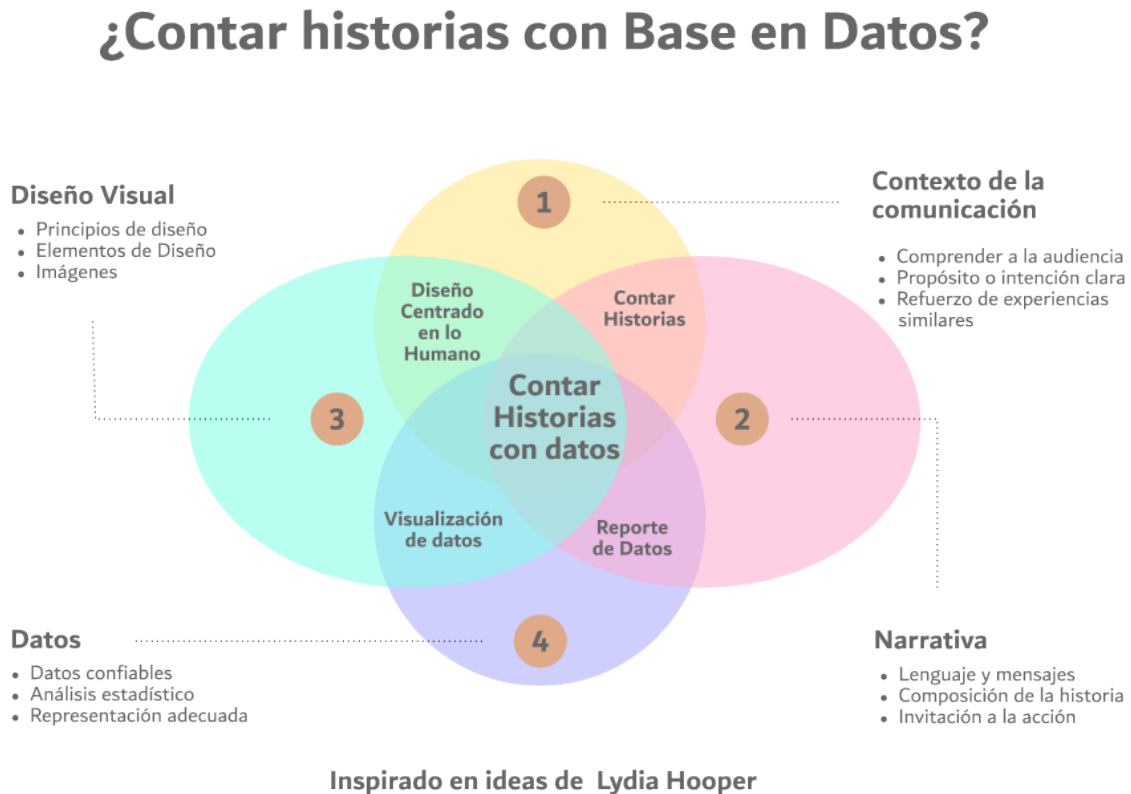 ¿Contar historias con Base en Datos?
Diseño Visual
• Principios de diseño
• Elementos de Diseño
• Imágenes
1
Contexto de la
comunicación
• Comprender a la audiencia
• Propósito o intención clara
• Refuerzo de experiencias
similares
Diseño
Centrado
en lo
Humano
Contar
Historias
3
Contar
Historias
con datos
2
Visualización
de datos
Reporte
de Datos
Datos
• Datos confiables
• Análisis estadístico
• Representación adecuada
4
Narrativa
• Lenguaje y mensajes
• Composición de la historia
• Invitación a la acción
Inspirado en ideas de Lydia Hooper